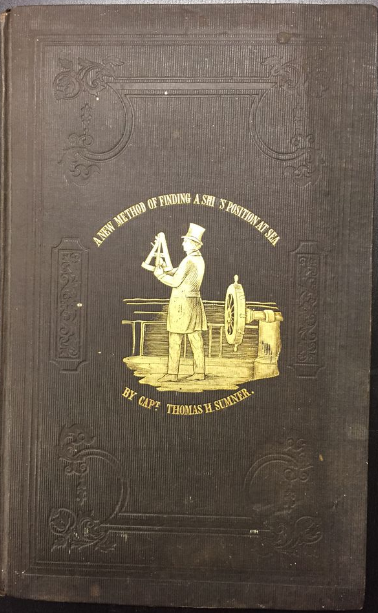 A NEW METHOD OF FINDING A SHI 'S POSITION AT SEA
BY CAPT THOMAS H. SUMNER.